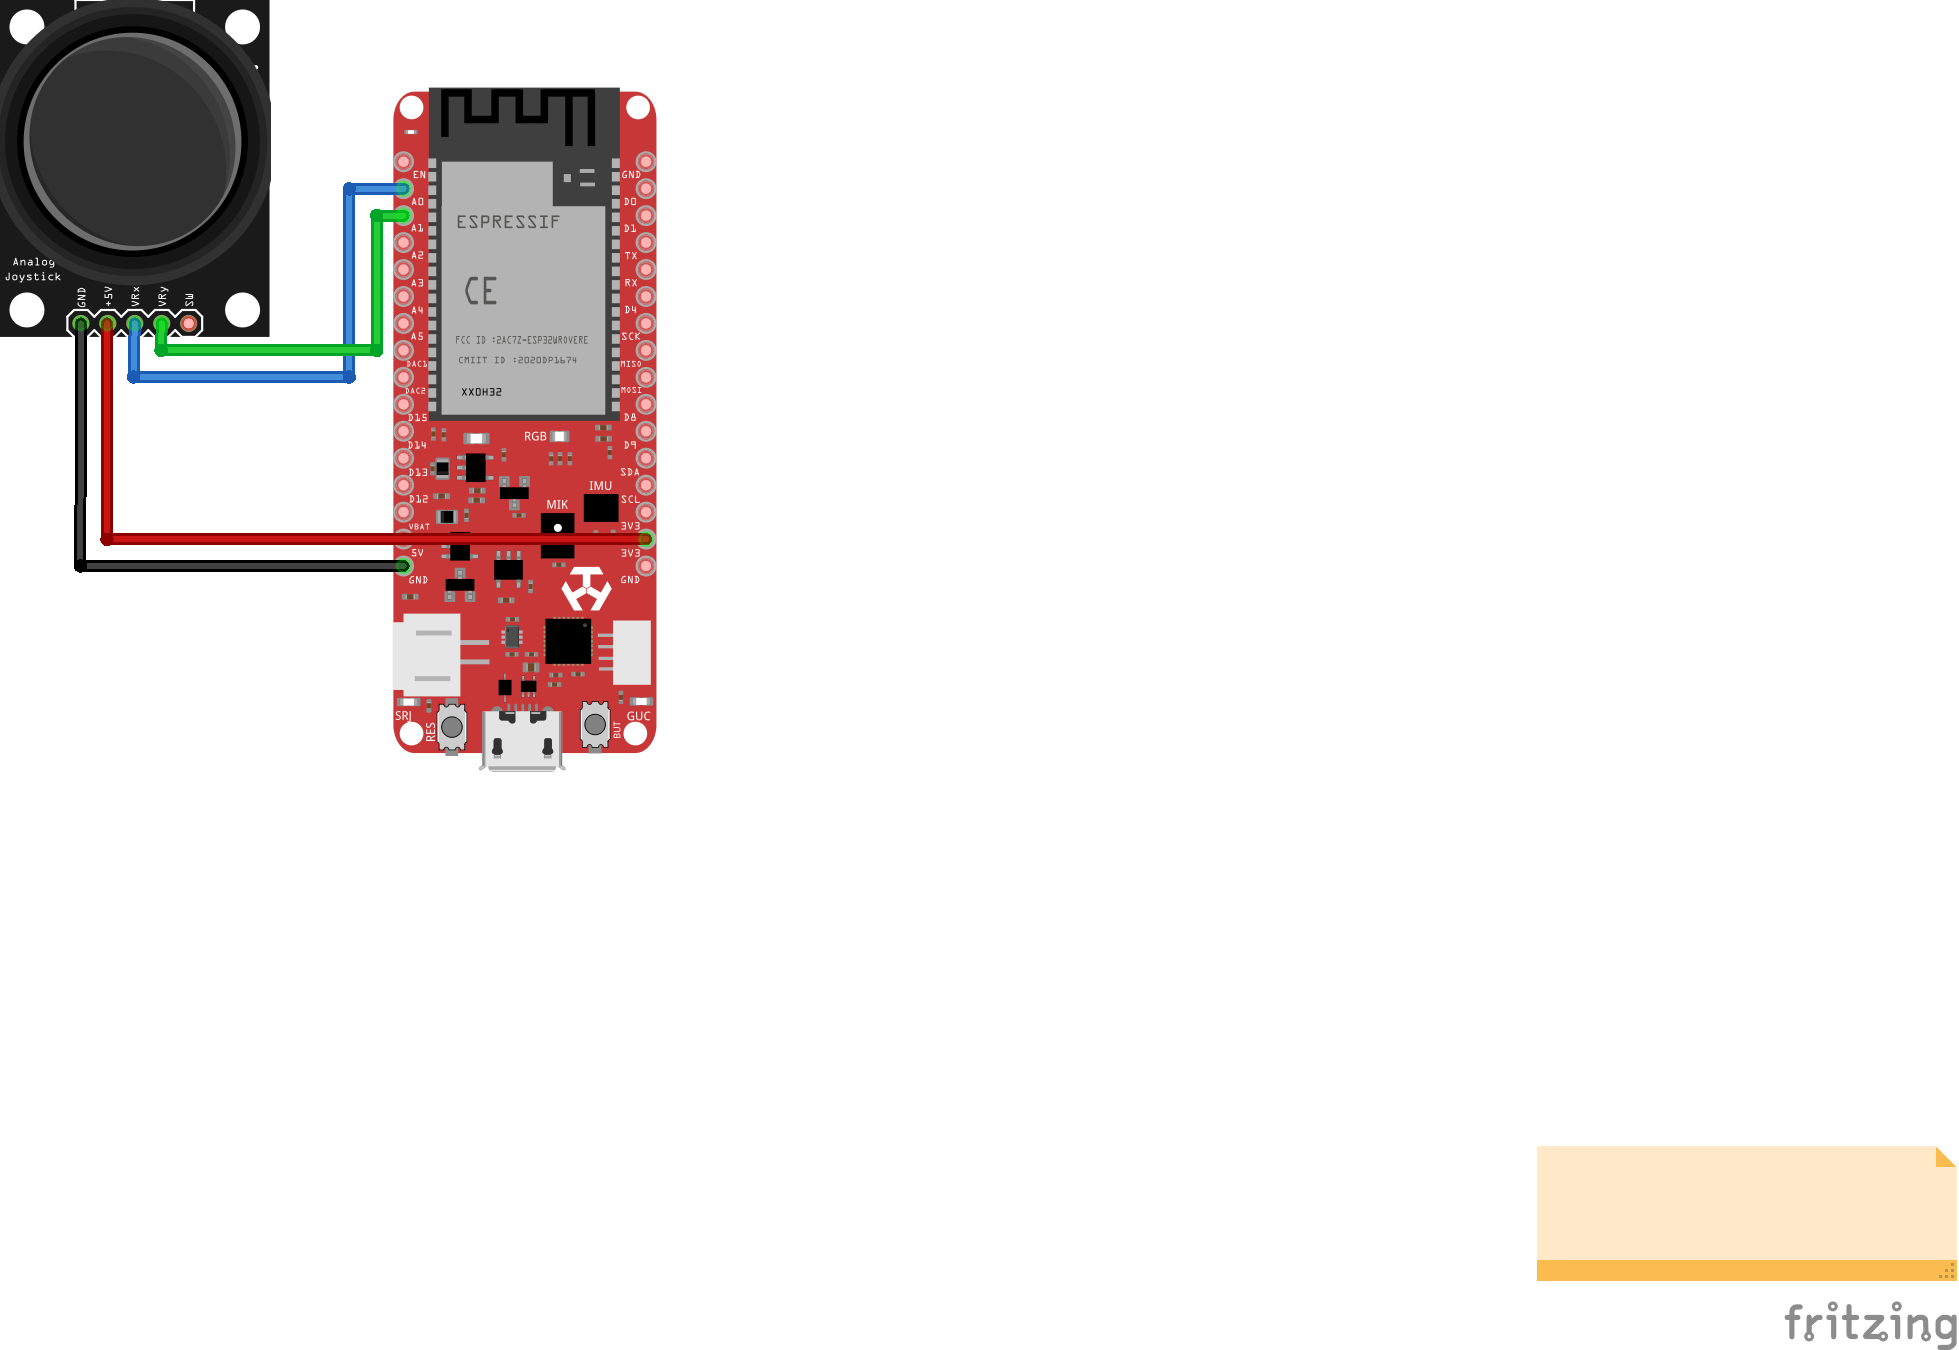 Analog
Joystick
GND
+5V
VRx
VRy
SW
EN
A0
A1
A2
A3
A4
A5
DAC1
DAC2
D15
D14
D13
D12
VBAT
5V
GND
GND
D0
D1
TX
RX
D4
SCK
MISO
MOSI
D8
D9
SDA
SCL
3V3
3V3
GND
ESPRESSIF
CE
FCC ID :2AC7Z-ESP32WROVERE
CMIIT ID :2020DP1674
XX0H32
RGB
IMU
MIK
SRJ
RES
BUT
GUC
fritzing